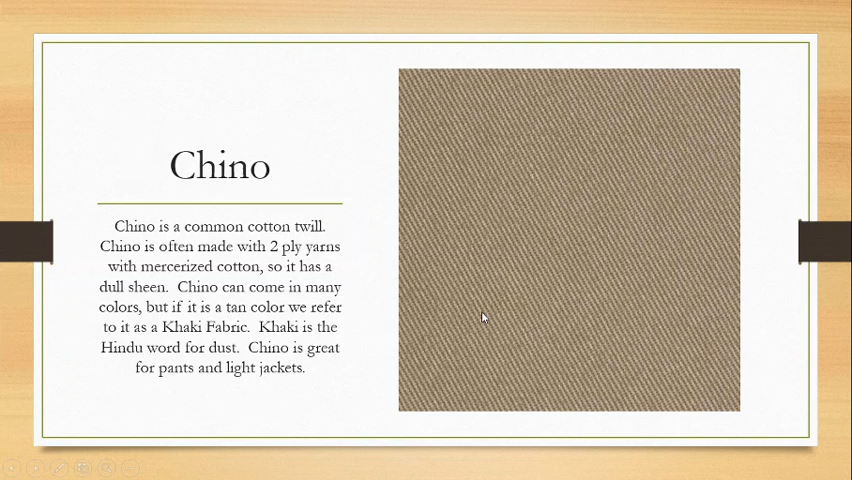 Chino
Chino is a common cotton twill.
Chino is often made with 2 ply yarns
with mercerized cotton, so it has a
dull sheen.  Chino can come in many
colors, but if it is a tan color we refer
to it as a Khaki Fabric.  Khaki is the
Hindu word for dust.  Chino is great
for pants and light jackets.